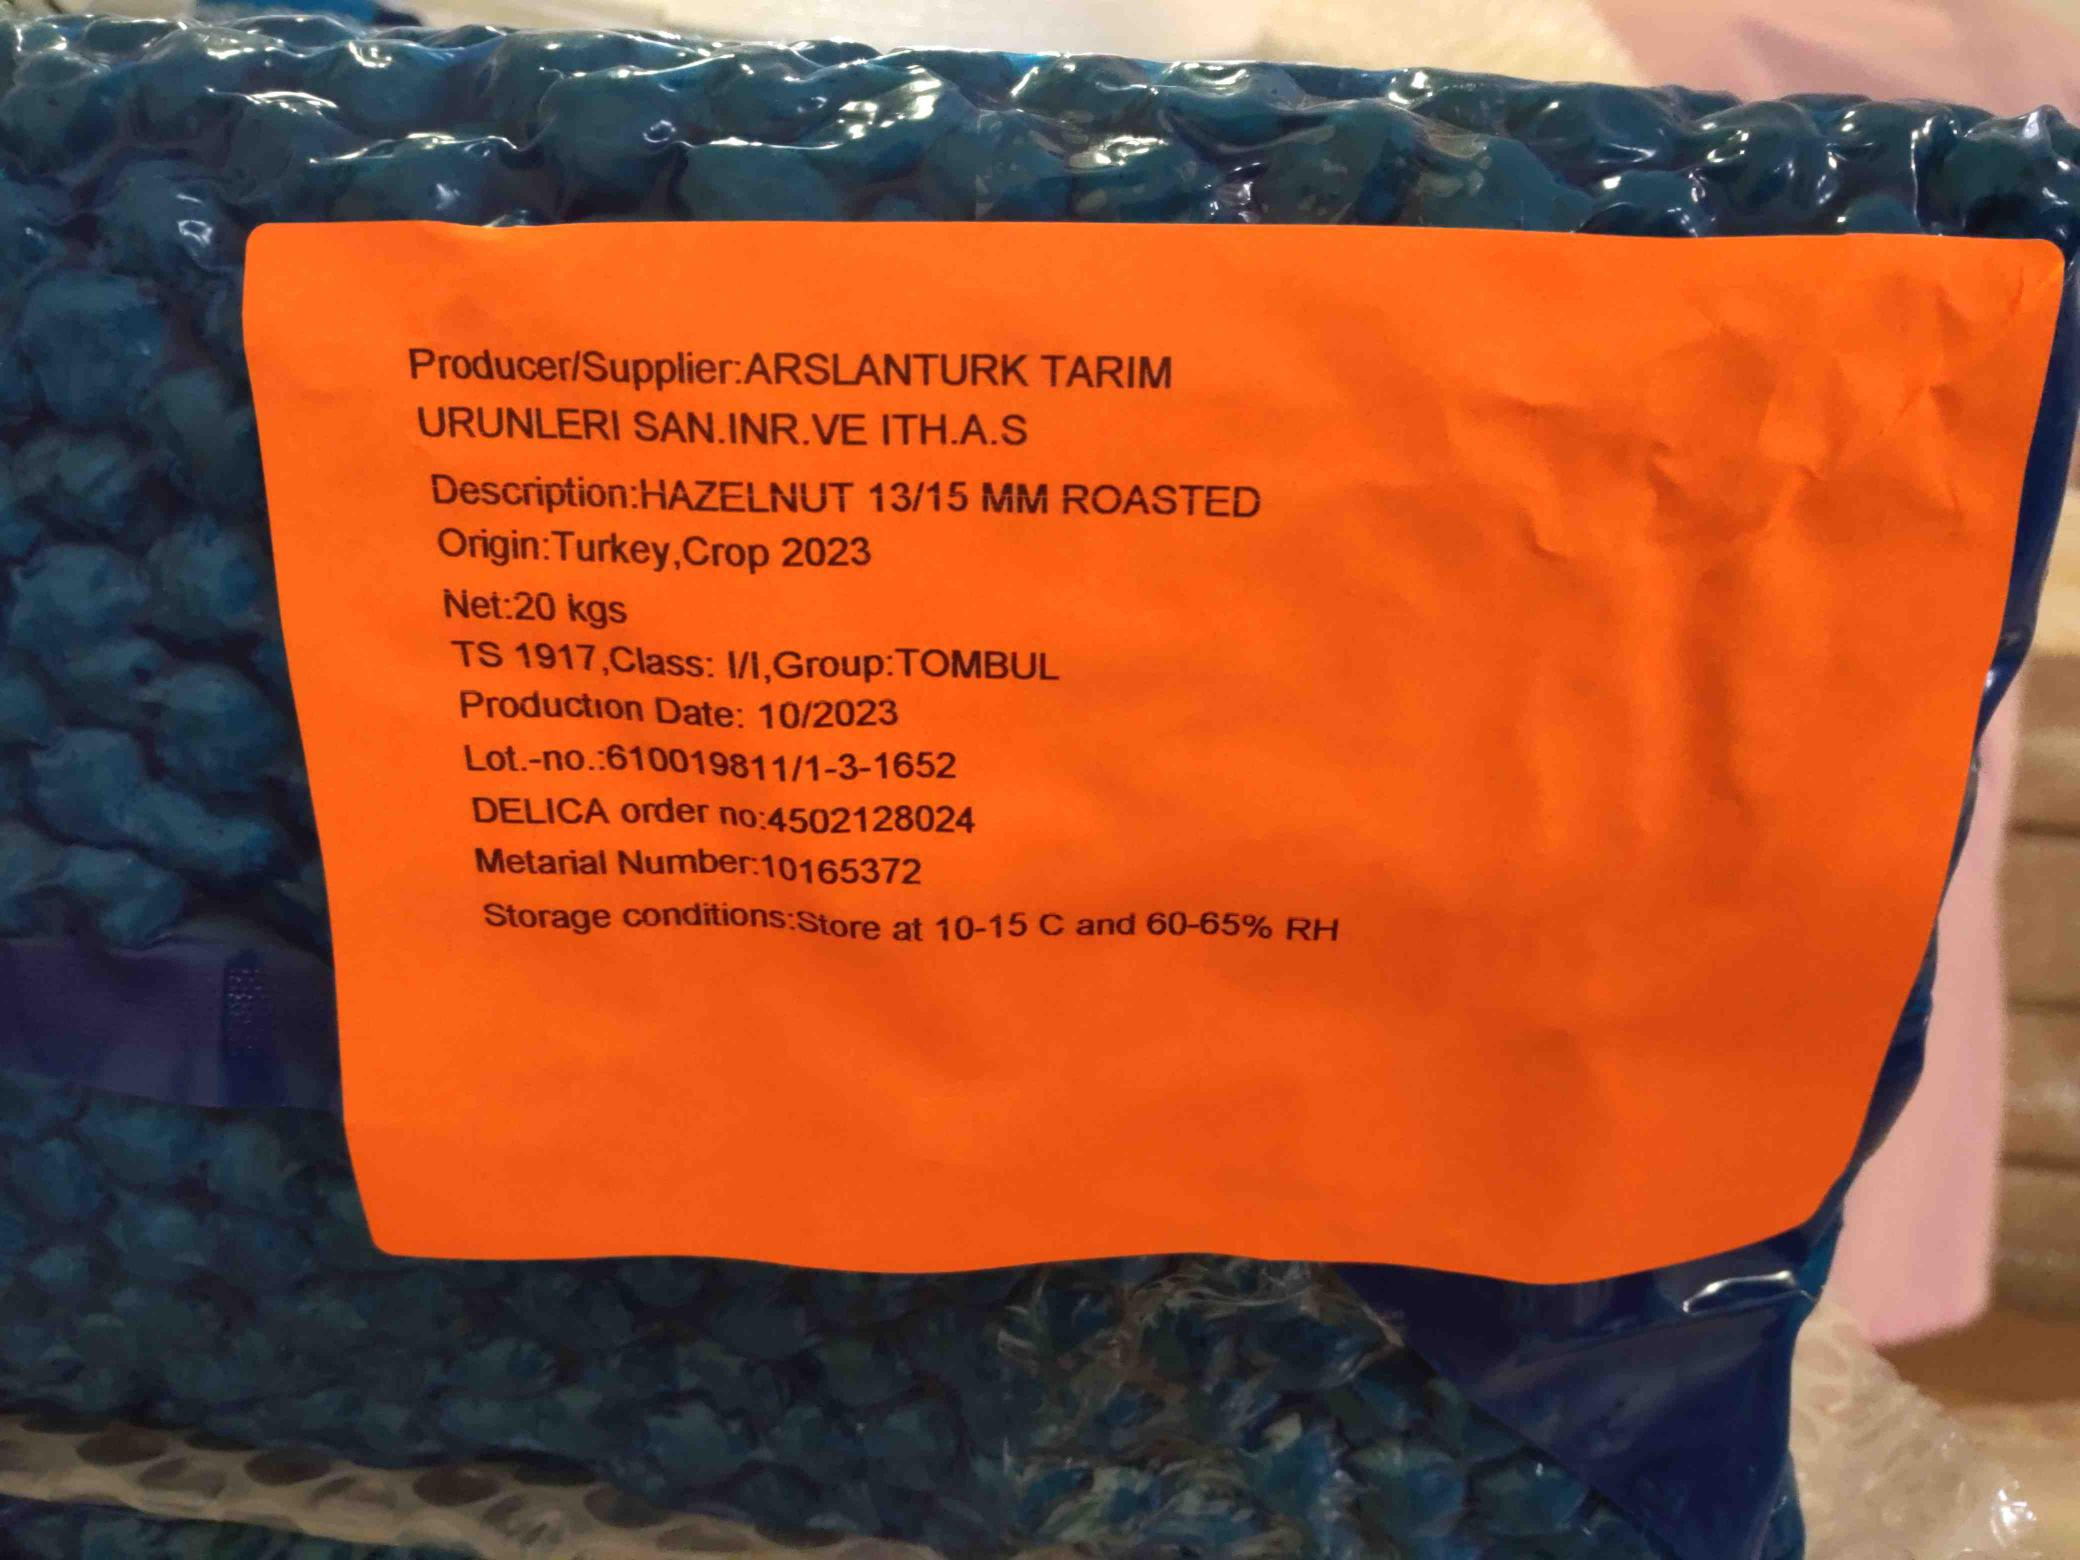 Producer/Supplier:ARSLANTURK TARIM
URUNLERI SAN.INR.VE ITH.A.S
Description:HAZELNUT 13/15 MM ROASTED
Origin:Turkey,Crop 2023
Net:20 kgs
TS 1917,Class: I/I,Group:TOMBUL
Production Date: 10/2023
Lot.-no.:610019811/1-3-1652
DELICA order no:4502128024
Metarial Number:10165372
Storage conditions:Store at 10-15 C and 60-65% RH